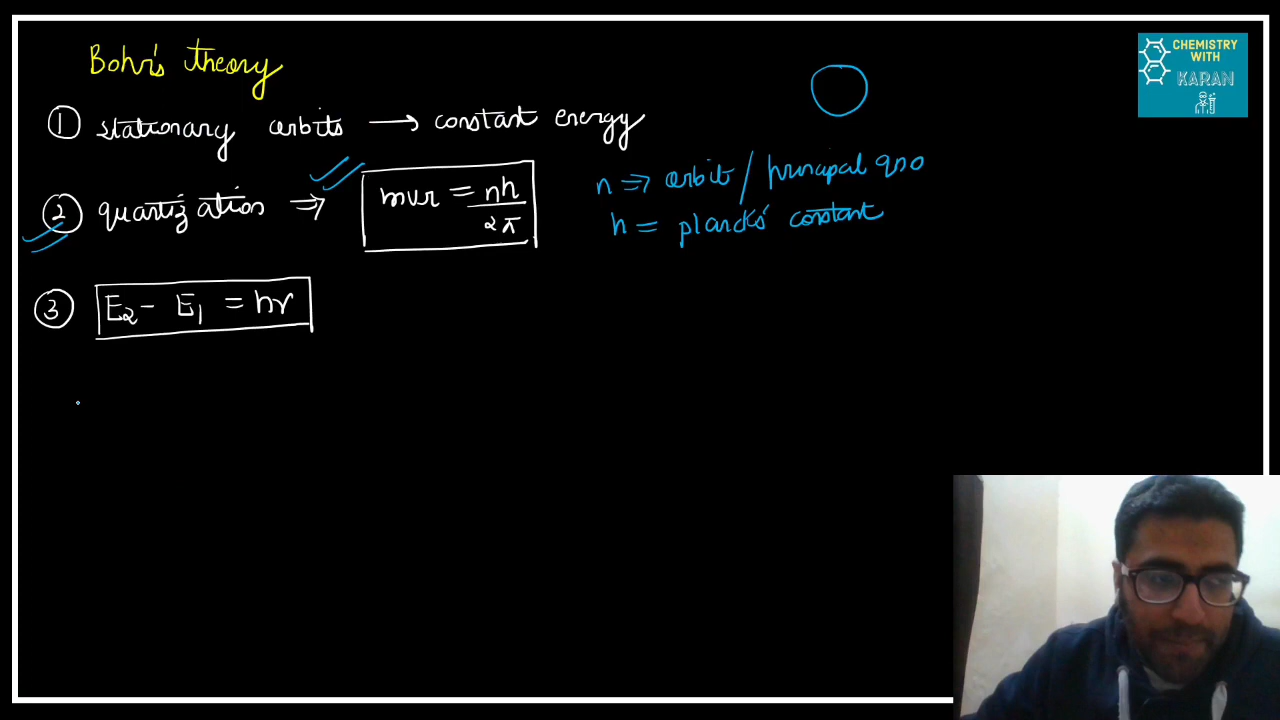 Bohr's theory
① stationary orbits → constant energy
② quantization ⇒ mvr = nh / 2π
n ⇒ orbit / principal qno
h = planck's constant
③ E₂ - E₁ = hν
CHEMISTRY
WITH
KARAN